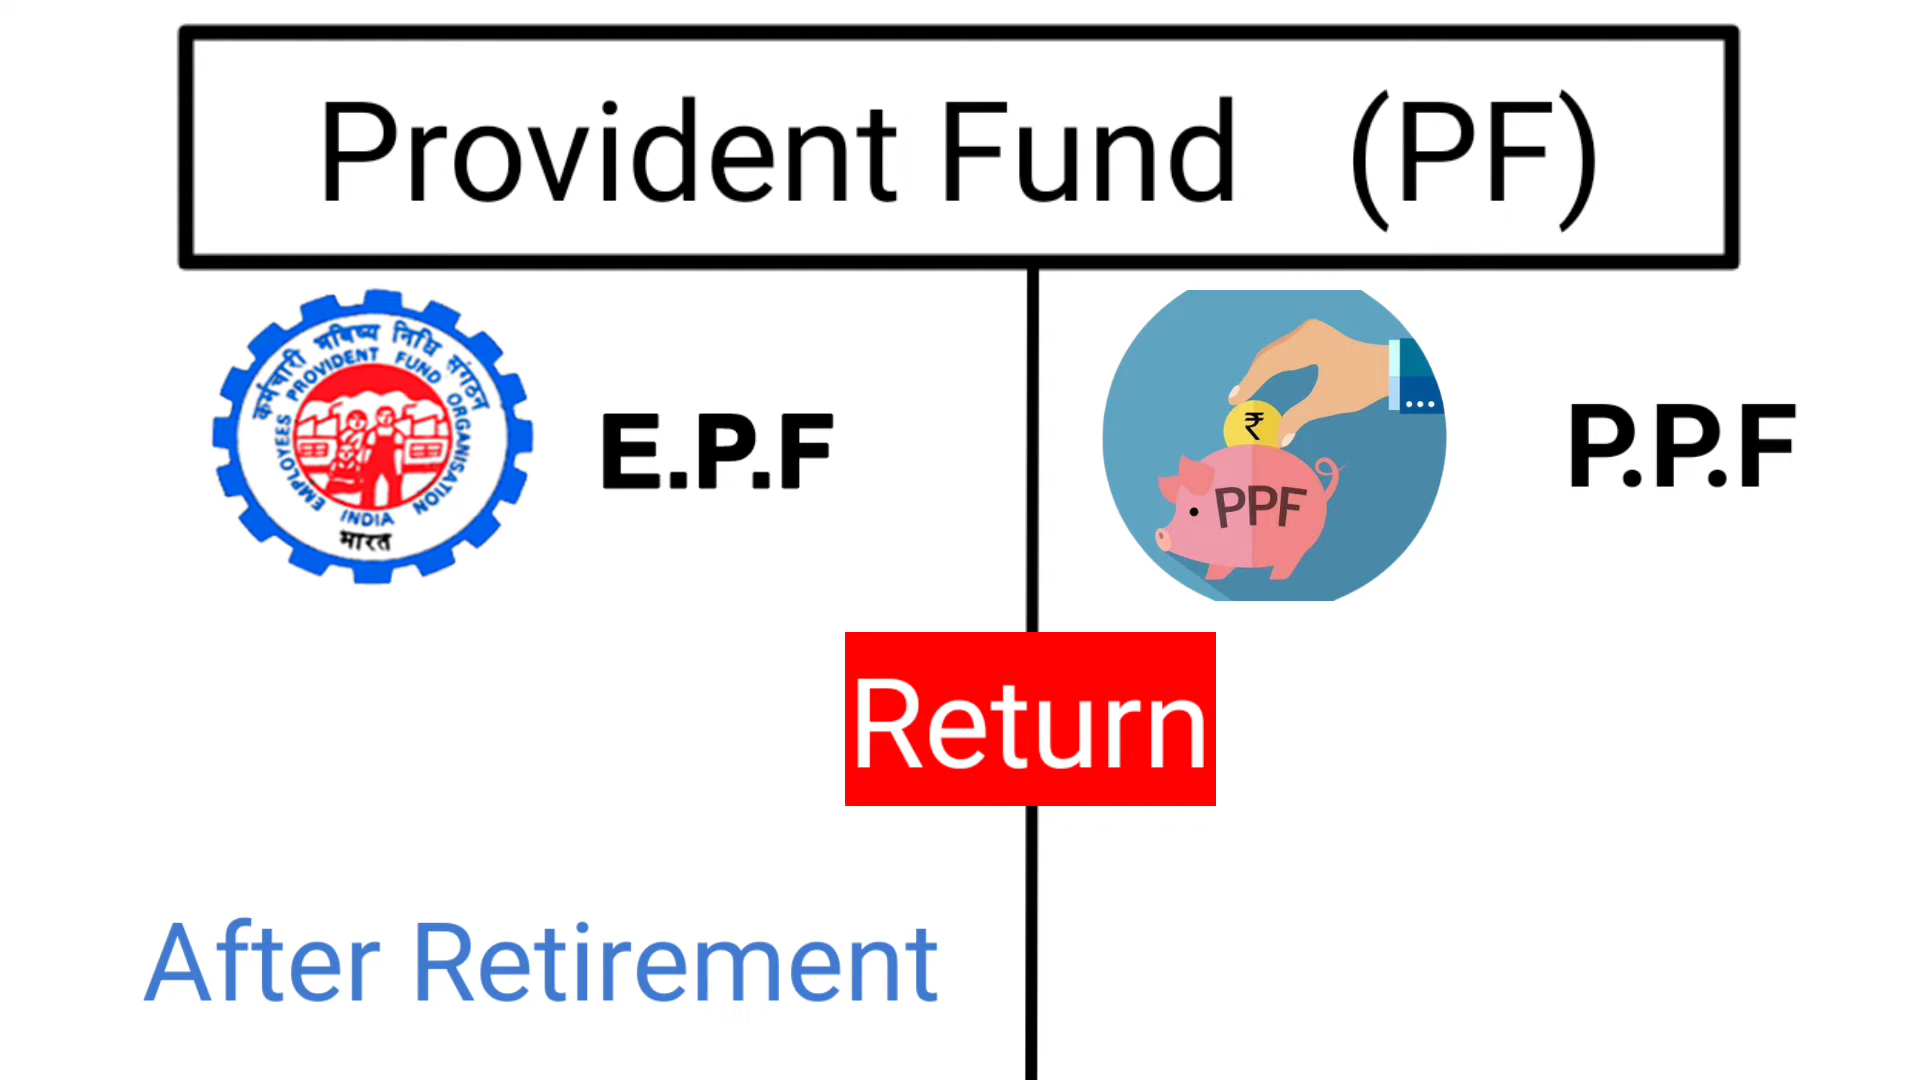 Provident Fund (PF)
कर्मचारी भविष्य निधि संगठन
EMPLOYEES PROVIDENT FUND ORGANISATION
INDIA
भारत
E.P.F
₹
PPF
P.P.F
Return
After Retirement